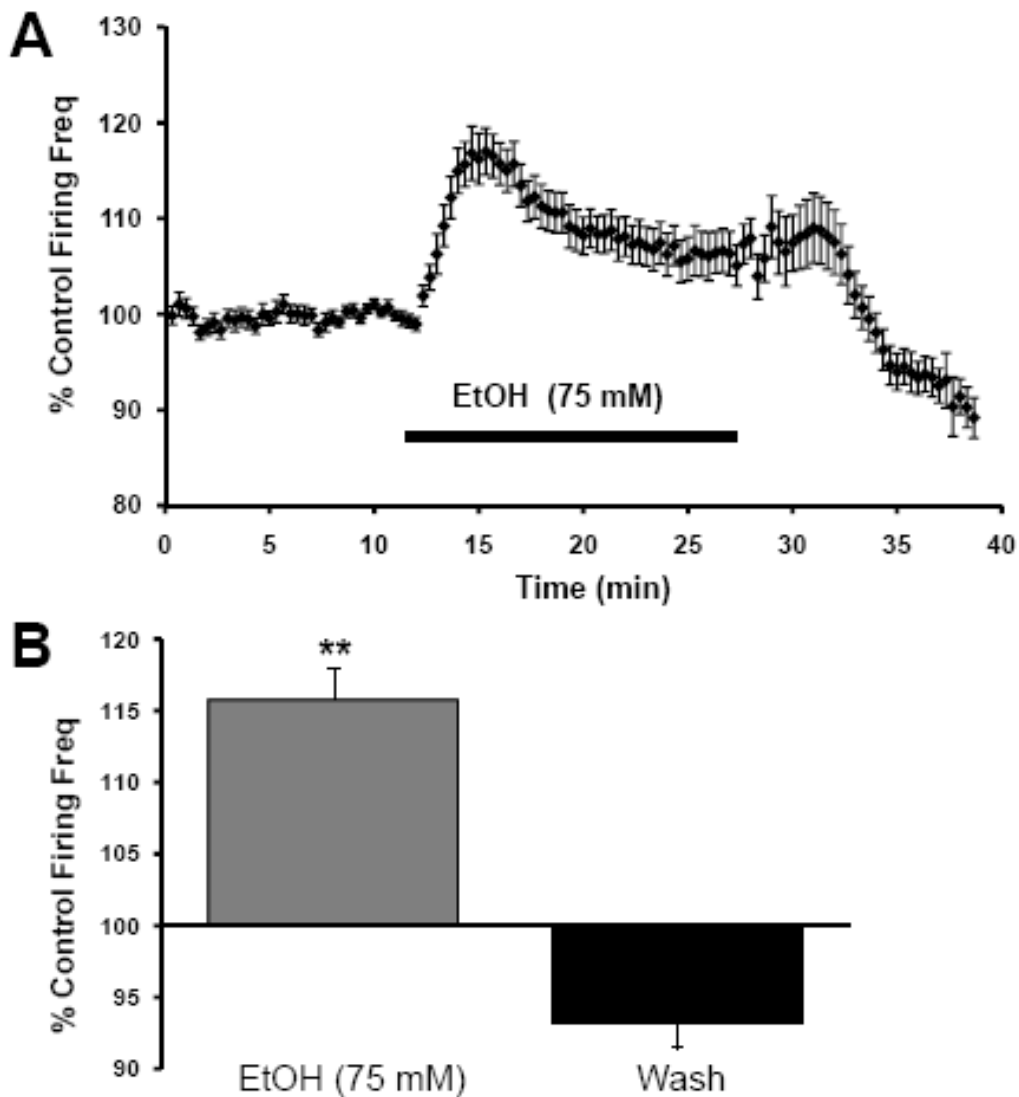 A
% Control Firing Freq
130
120
110
100
90
80
EtOH (75 mM)
0 5 10 15 20 25 30 35 40
Time (min)
B
% Control Firing Freq
120
115
110
105
100
95
90
**
EtOH (75 mM) Wash